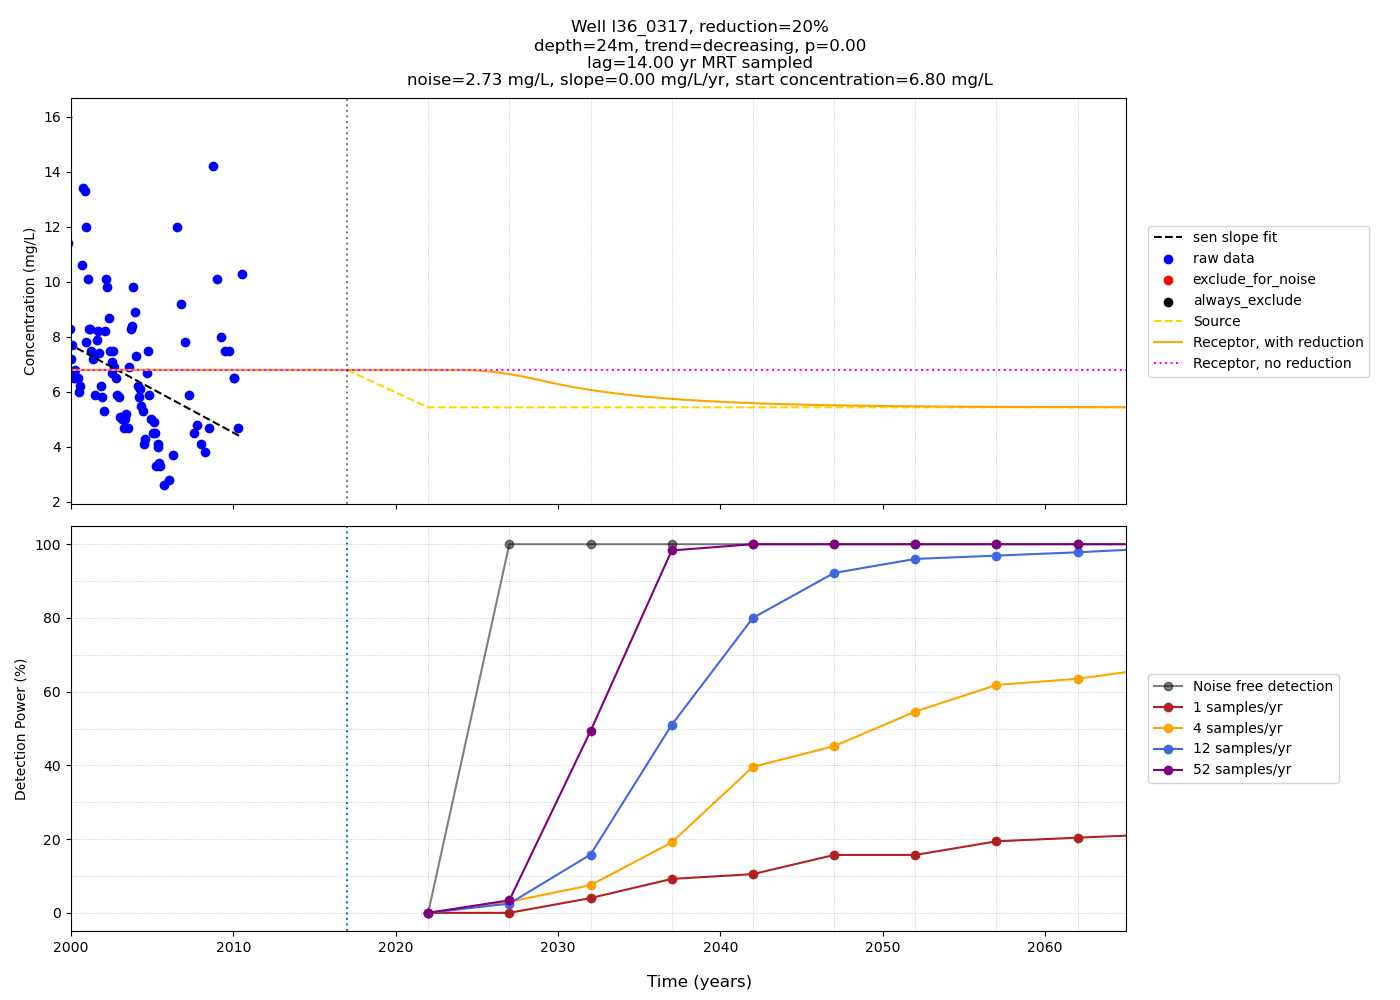 Well l36_0317, reduction=20%
depth=24m, trend=decreasing, p=0.00
lag=14.00 yr MRT sampled
noise=2.73 mg/L, slope=0.00 mg/L/yr, start concentration=6.80 mg/L
16
14
12
10
8
6
4
2
Concentration (mg/L)
sen slope fit
raw data
exclude_for_noise
always_exclude
Source
Receptor, with reduction
Receptor, no reduction
100
80
60
40
20
0
Detection Power (%)
Noise free detection
1 samples/yr
4 samples/yr
12 samples/yr
52 samples/yr
2000 2010 2020 2030 2040 2050 2060
Time (years)